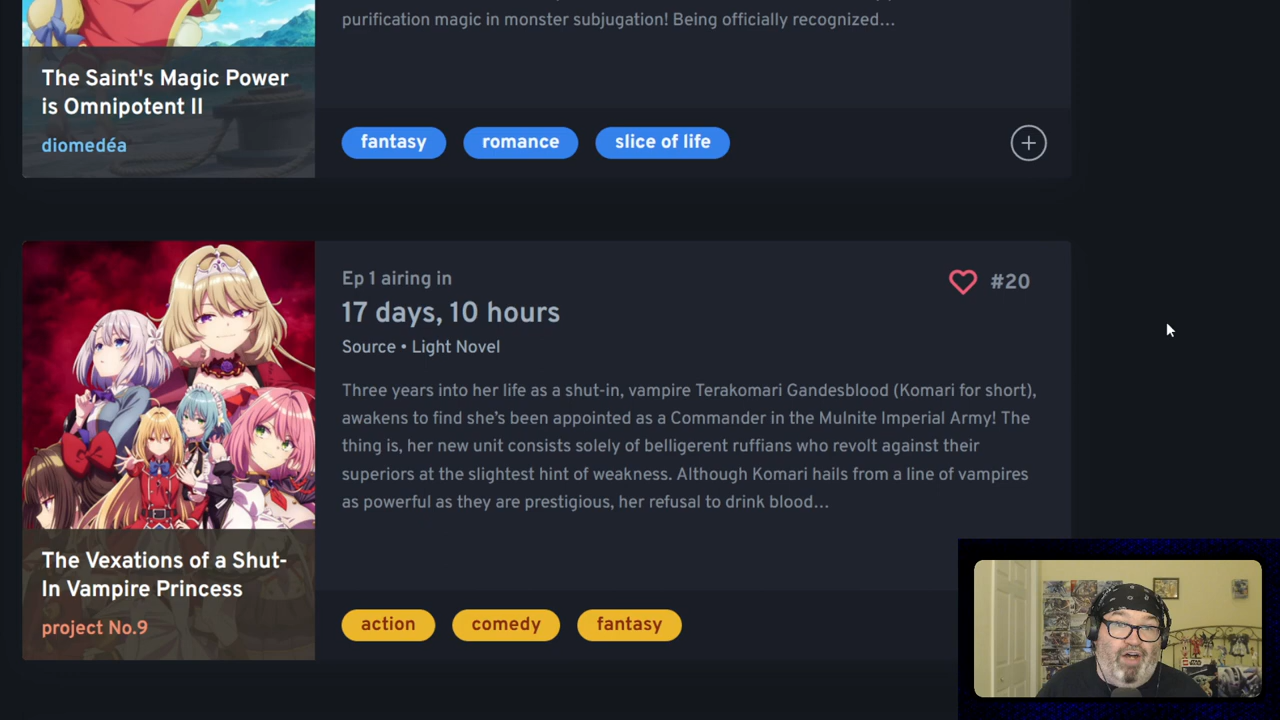 purification magic in monster subjugation! Being officially recognized…
The Saint's Magic Power
is Omnipotent II
diomedéa
fantasy
romance
slice of life
Ep 1 airing in
17 days, 10 hours
Source • Light Novel
#20
Three years into her life as a shut-in, vampire Terakomari Gandesblood (Komari for short),
awakens to find she’s been appointed as a Commander in the Mulnite Imperial Army! The
thing is, her new unit consists solely of belligerent ruffians who revolt against their
superiors at the slightest hint of weakness. Although Komari hails from a line of vampires
as powerful as they are prestigious, her refusal to drink blood…
The Vexations of a Shut-
In Vampire Princess
project No.9
action
comedy
fantasy